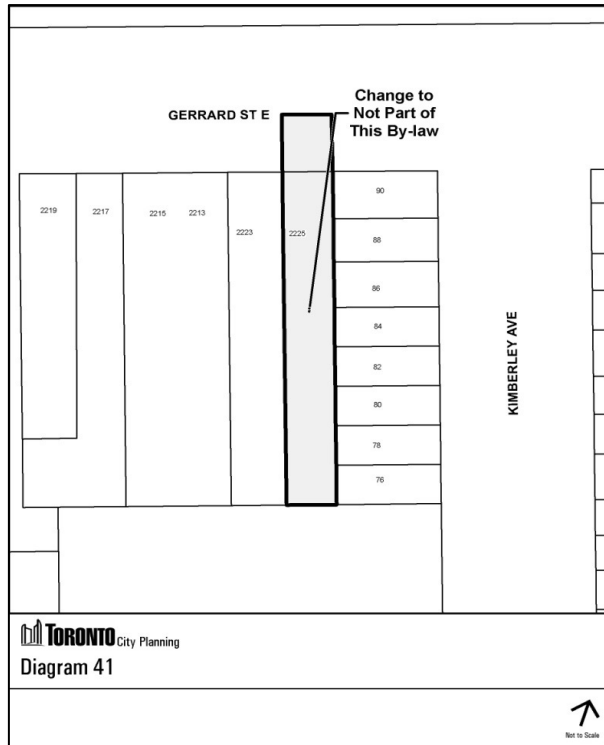 GERRARD ST E
Change to
Not Part of
This By-law
2219
2217
2215
2213
2223
2225
90
88
86
84
82
80
78
76
KIMBERLEY AVE
TORONTO City Planning
Diagram 41
Not to Scale